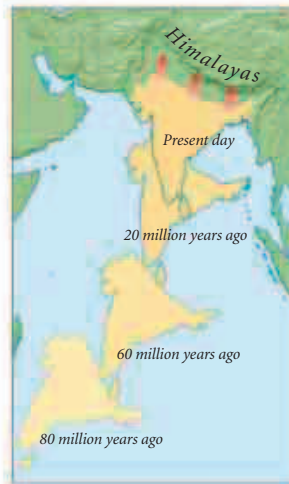 Himalayas
Present day
20 million years ago
60 million years ago
80 million years ago